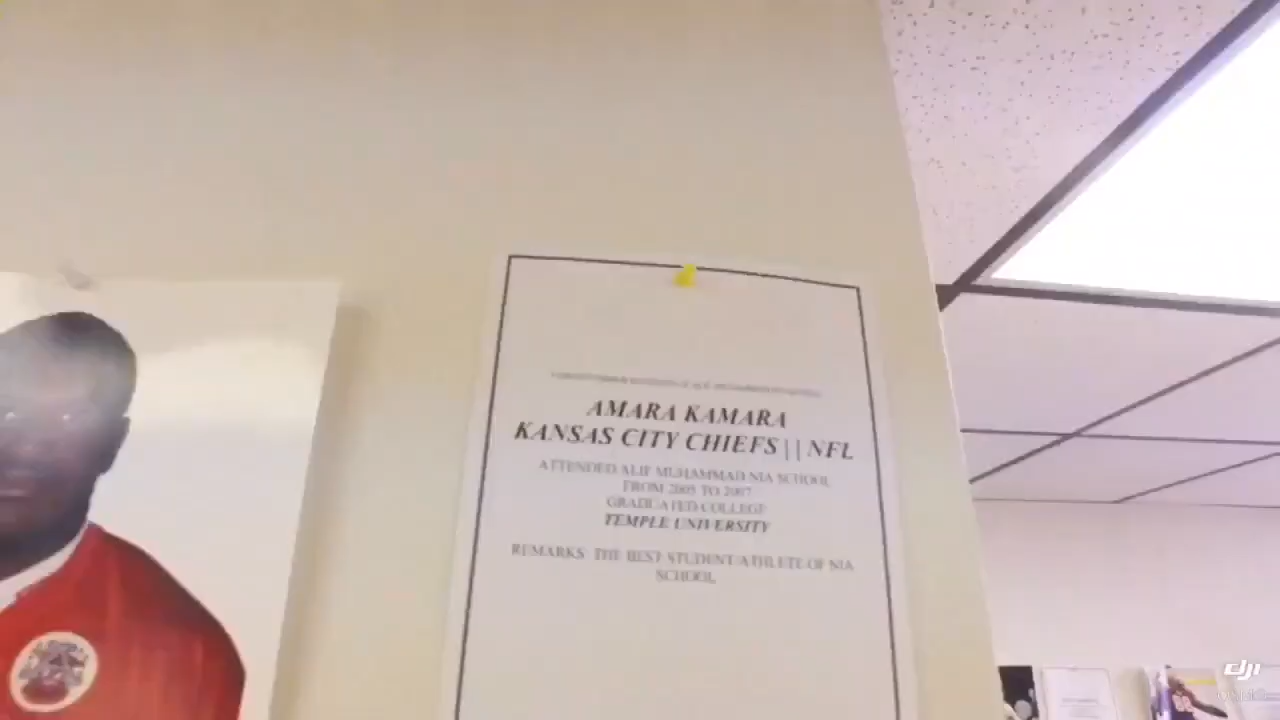 AMARA KAMARA
KANSAS CITY CHIEFS || NFL
ATTENDED ALIF MUHAMMAD NIA SCHOOL
FROM 2005 TO 2007
GRADUATED COLLEGE
TEMPLE UNIVERSITY
REMARKS: THE BEST STUDENT/ATHLETE OF NIA
SCHOOL
dji